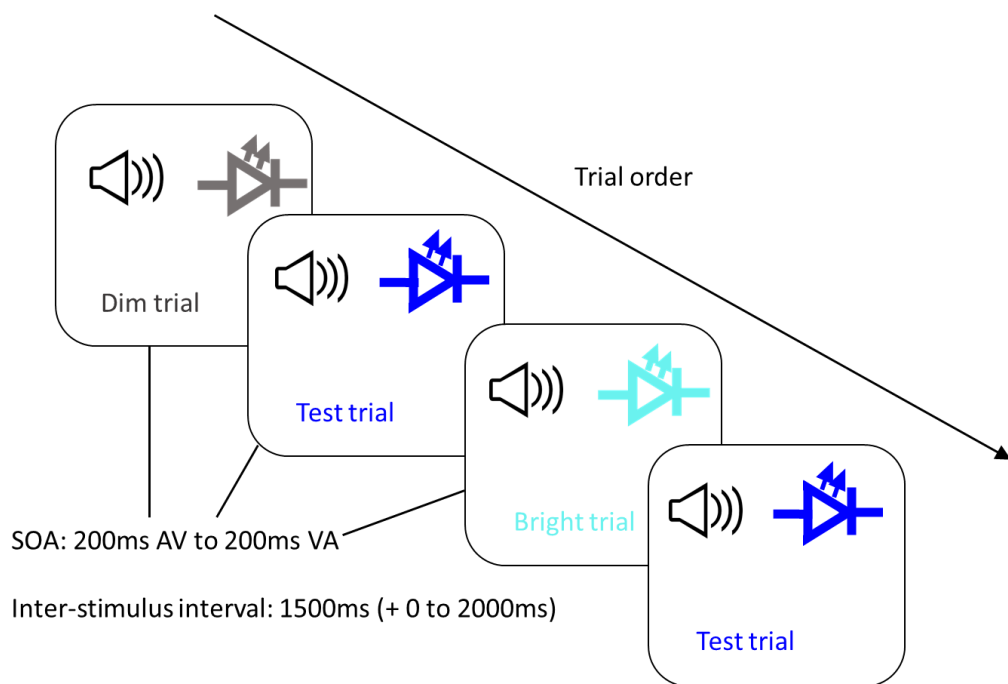 Trial order
Dim trial
Test trial
Bright trial
SOA: 200ms AV to 200ms VA
Inter-stimulus interval: 1500ms (+ 0 to 2000ms)
Test trial